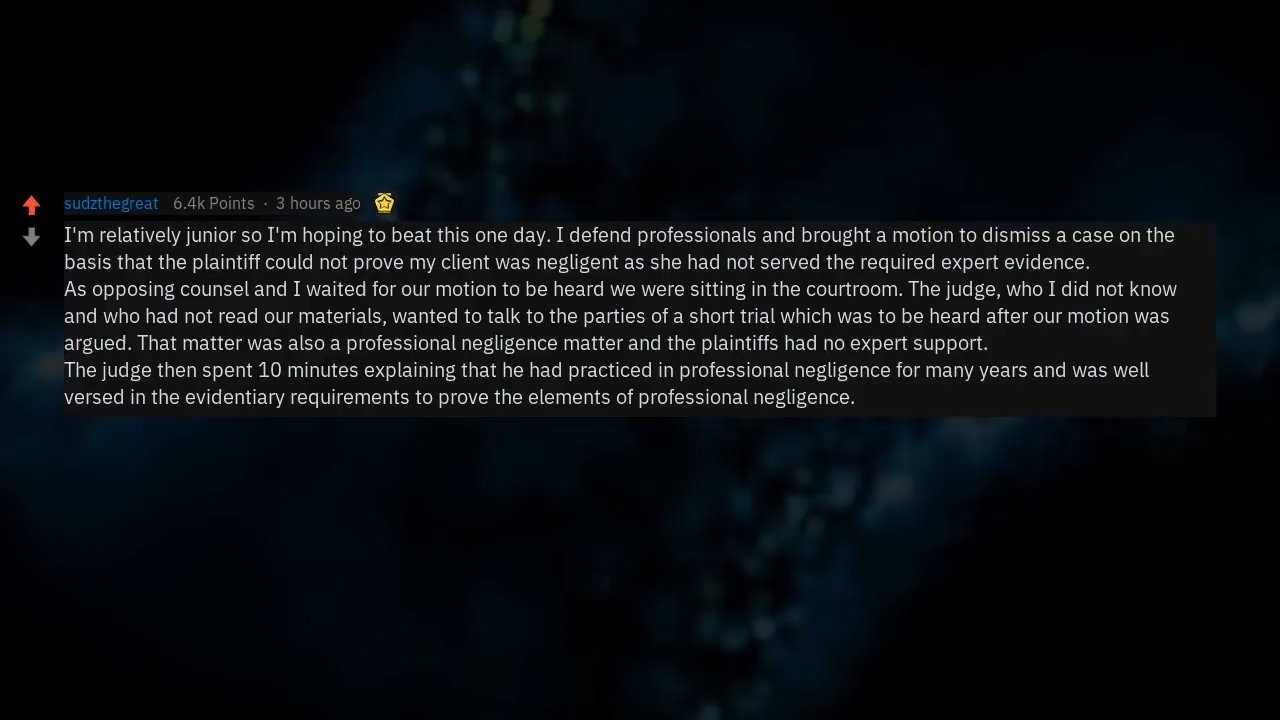 sudzthegreat 6.4k Points · 3 hours ago
I'm relatively junior so I'm hoping to beat this one day. I defend professionals and brought a motion to dismiss a case on the
basis that the plaintiff could not prove my client was negligent as she had not served the required expert evidence.
As opposing counsel and I waited for our motion to be heard we were sitting in the courtroom. The judge, who I did not know
and who had not read our materials, wanted to talk to the parties of a short trial which was to be heard after our motion was
argued. That matter was also a professional negligence matter and the plaintiffs had no expert support.
The judge then spent 10 minutes explaining that he had practiced in professional negligence for many years and was well
versed in the evidentiary requirements to prove the elements of professional negligence.